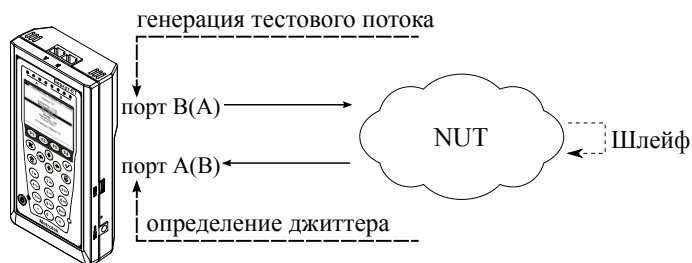 генерация тестового потока
порт B(A)
NUT
Шлейф
порт A(B)
определение джиттера